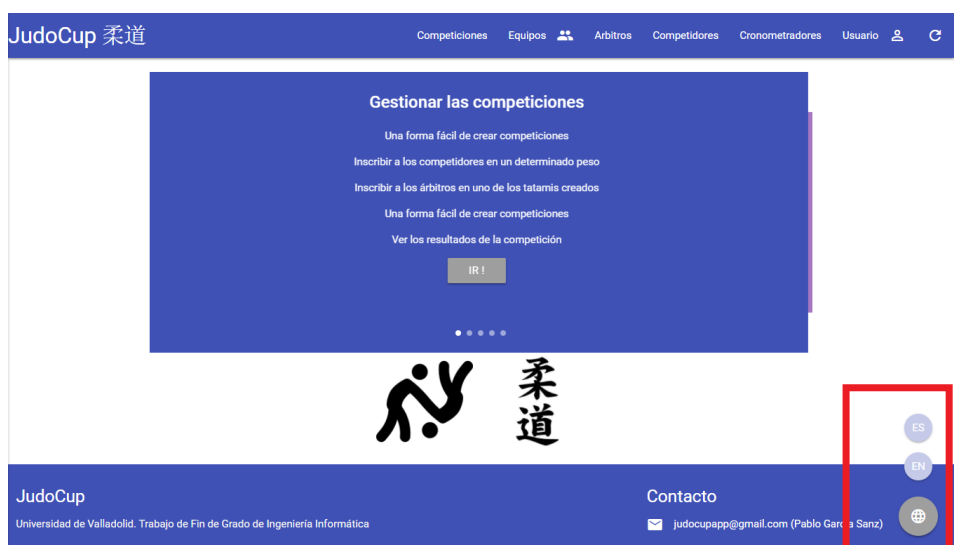 JudoCup 柔道
Competiciones Equipos Arbitros Competidores Cronometradores Usuario
Gestionar las competiciones
Una forma fácil de crear competiciones
Inscribir a los competidores en un determinado peso
Inscribir a los árbitros en uno de los tatamis creados
Una forma fácil de crear competiciones
Ver los resultados de la competición
IR !
柔道
ES
EN
JudoCup
Universidad de Valladolid. Trabajo de Fin de Grado de Ingeniería Informática
Contacto
judocupapp@gmail.com (Pablo García Sanz)